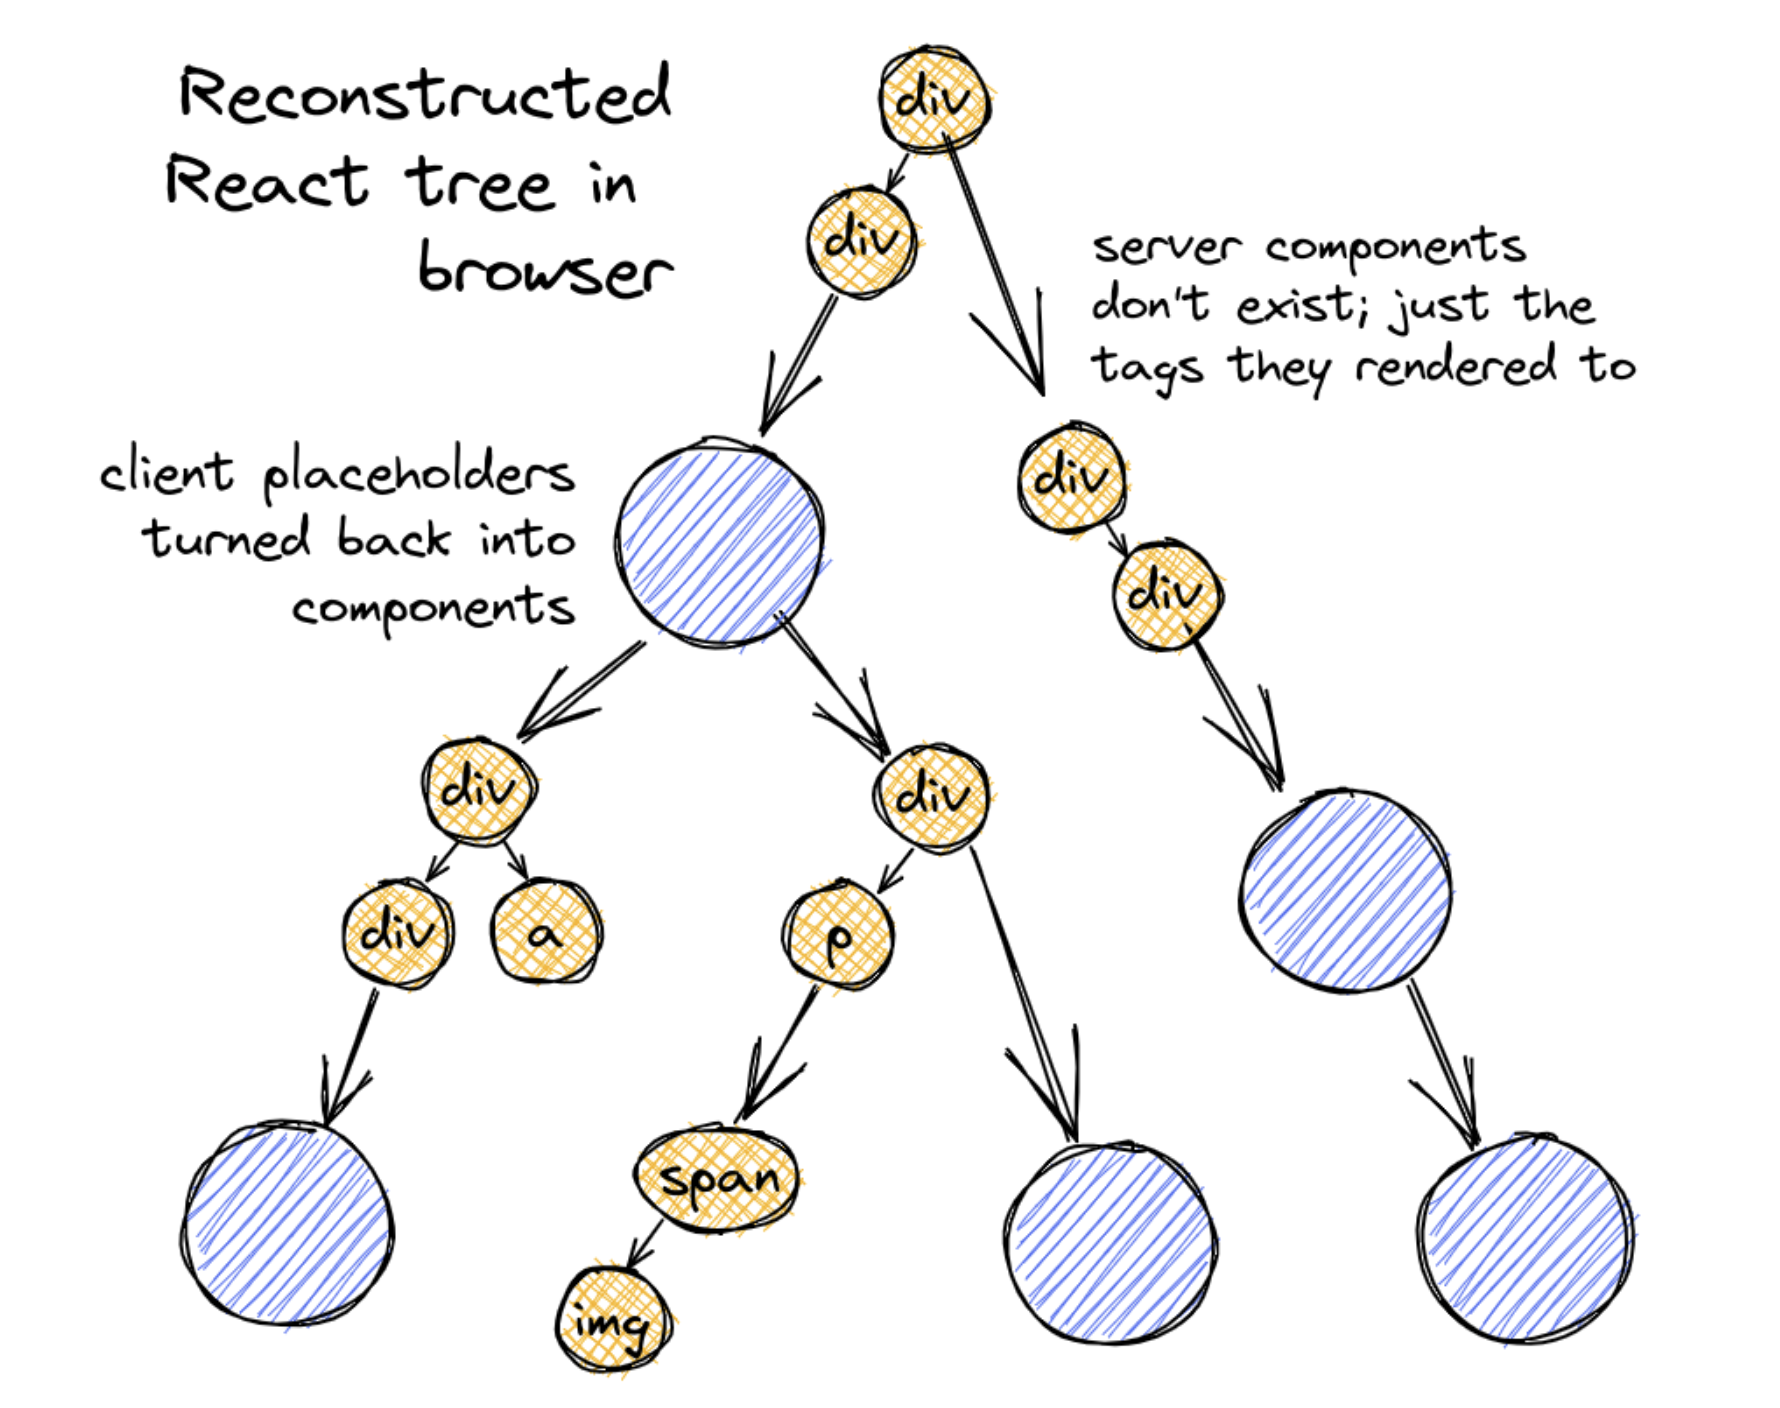 Reconstructed
React tree in
browser
div
div
server components
don't exist; just the
tags they rendered to
client placeholders
turned back into
components
div
div
div
div
div
a
p
span
img